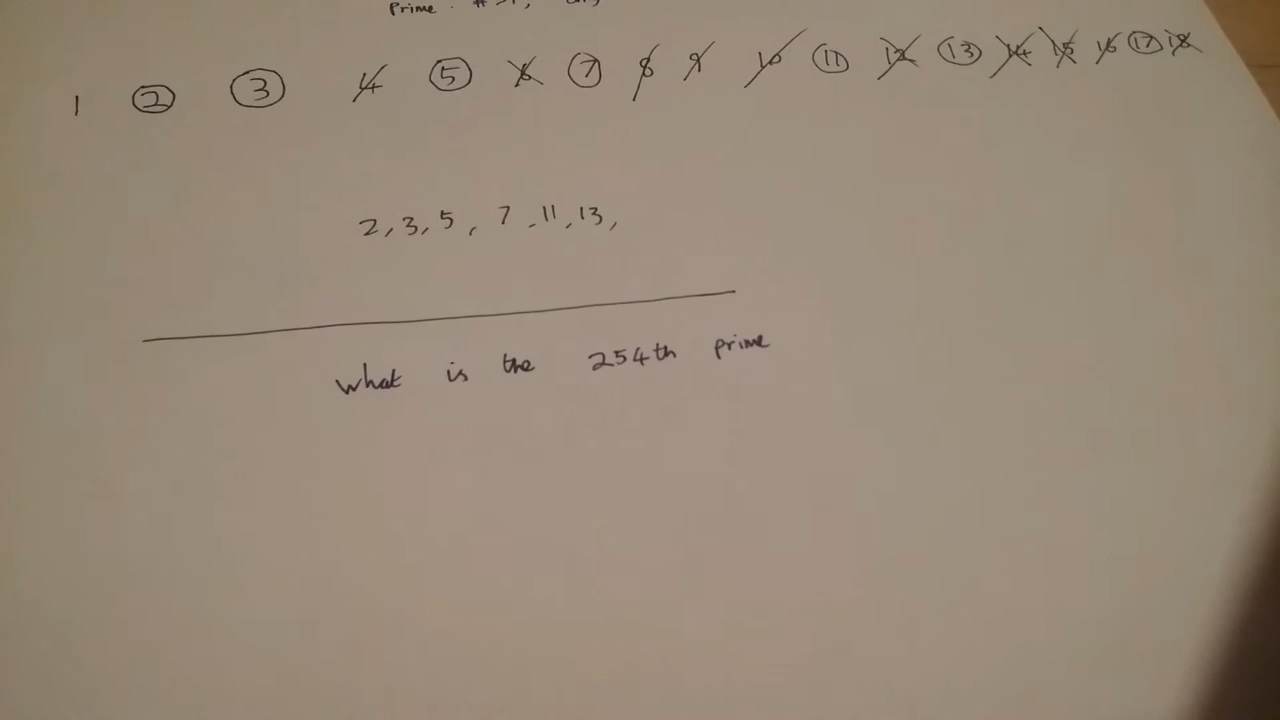 Prime . # >1,
1 2 3 4 5 6 7 8 9 10 11 12 13 14 15 16 17 18
2, 3, 5, 7, 11, 13,
what is the 254th prime